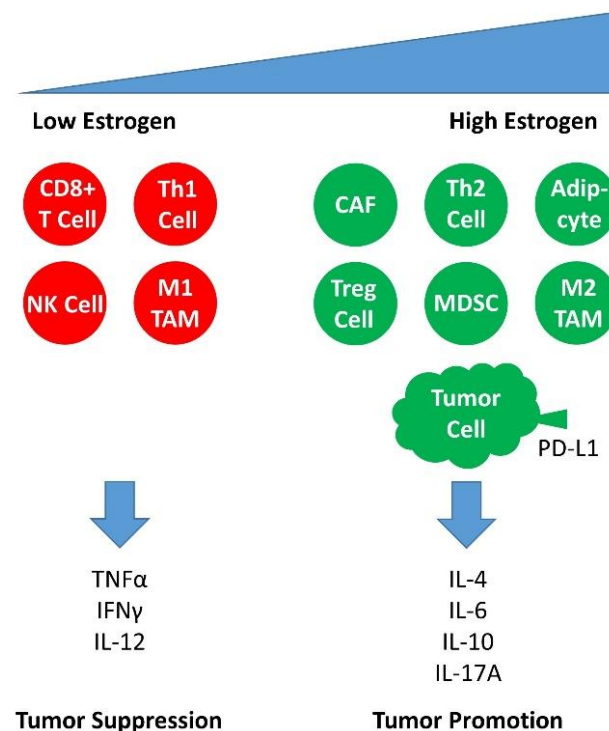 Low Estrogen
High Estrogen
CD8+
T Cell
Th1
Cell
CAF
Th2
Cell
Adip-
cyte
NK Cell
M1
TAM
Treg
Cell
MDSC
M2
TAM
Tumor
Cell
PD-L1
TNFα
IFNγ
IL-12
IL-4
IL-6
IL-10
IL-17A
Tumor Suppression
Tumor Promotion